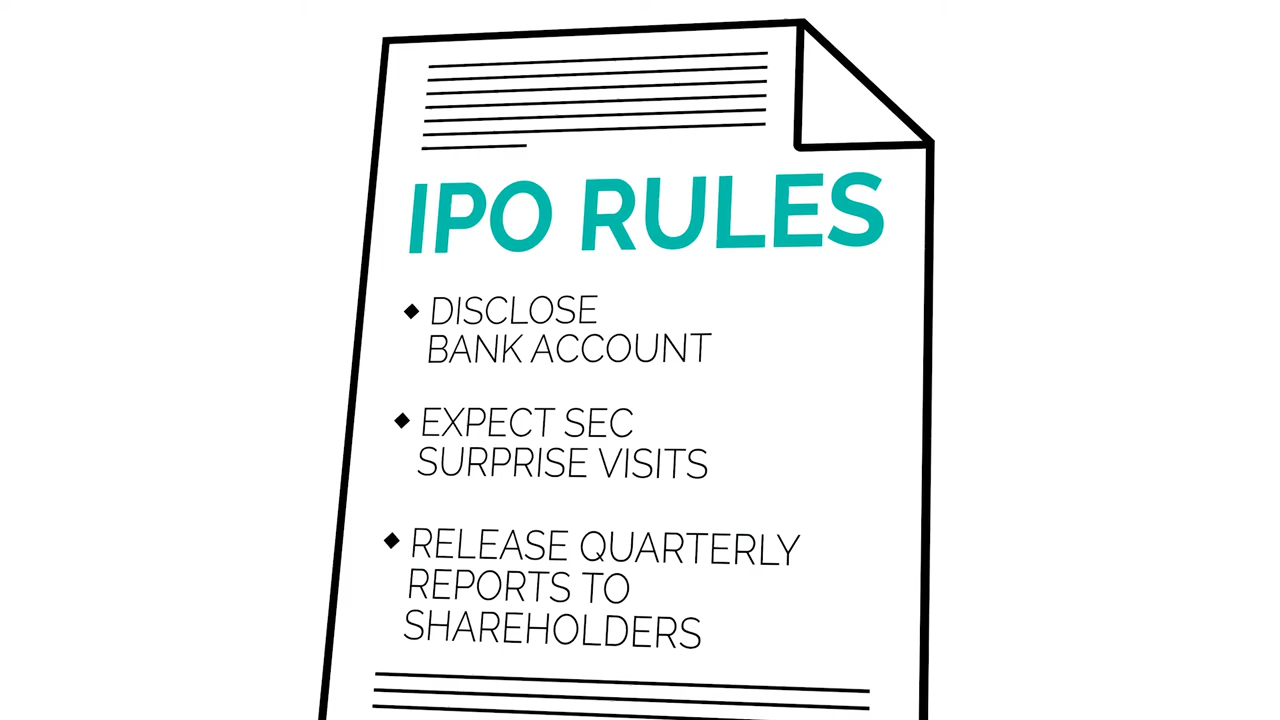 IPO RULES
DISCLOSE
BANK ACCOUNT
EXPECT SEC
SURPRISE VISITS
RELEASE QUARTERLY
REPORTS TO
SHAREHOLDERS